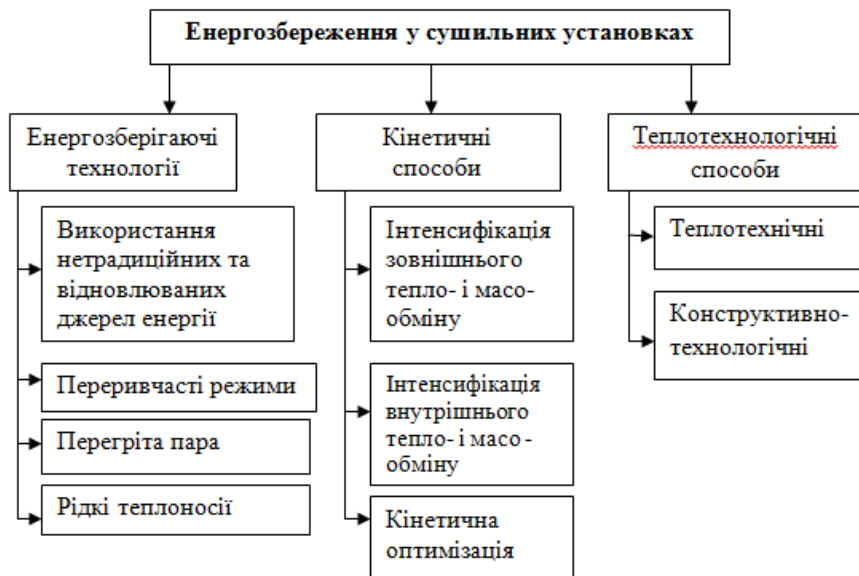 Енергозбереження у сушильних установках
Енергозберігаючі
технології
Використання
нетрадиційних та
відновлюваних
джерел енергії
Переривчасті режими
Перегріта пара
Рідкі теплоносії
Кінетичні
способи
Інтенсифікація
зовнішнього
тепло- і масо-
обміну
Інтенсифікація
внутрішнього
тепло- і масо -
обміну
Кінетична
оптимізація
Теплотехнологічні
способи
Теплотехнічні
Конструктивно-
технологічні